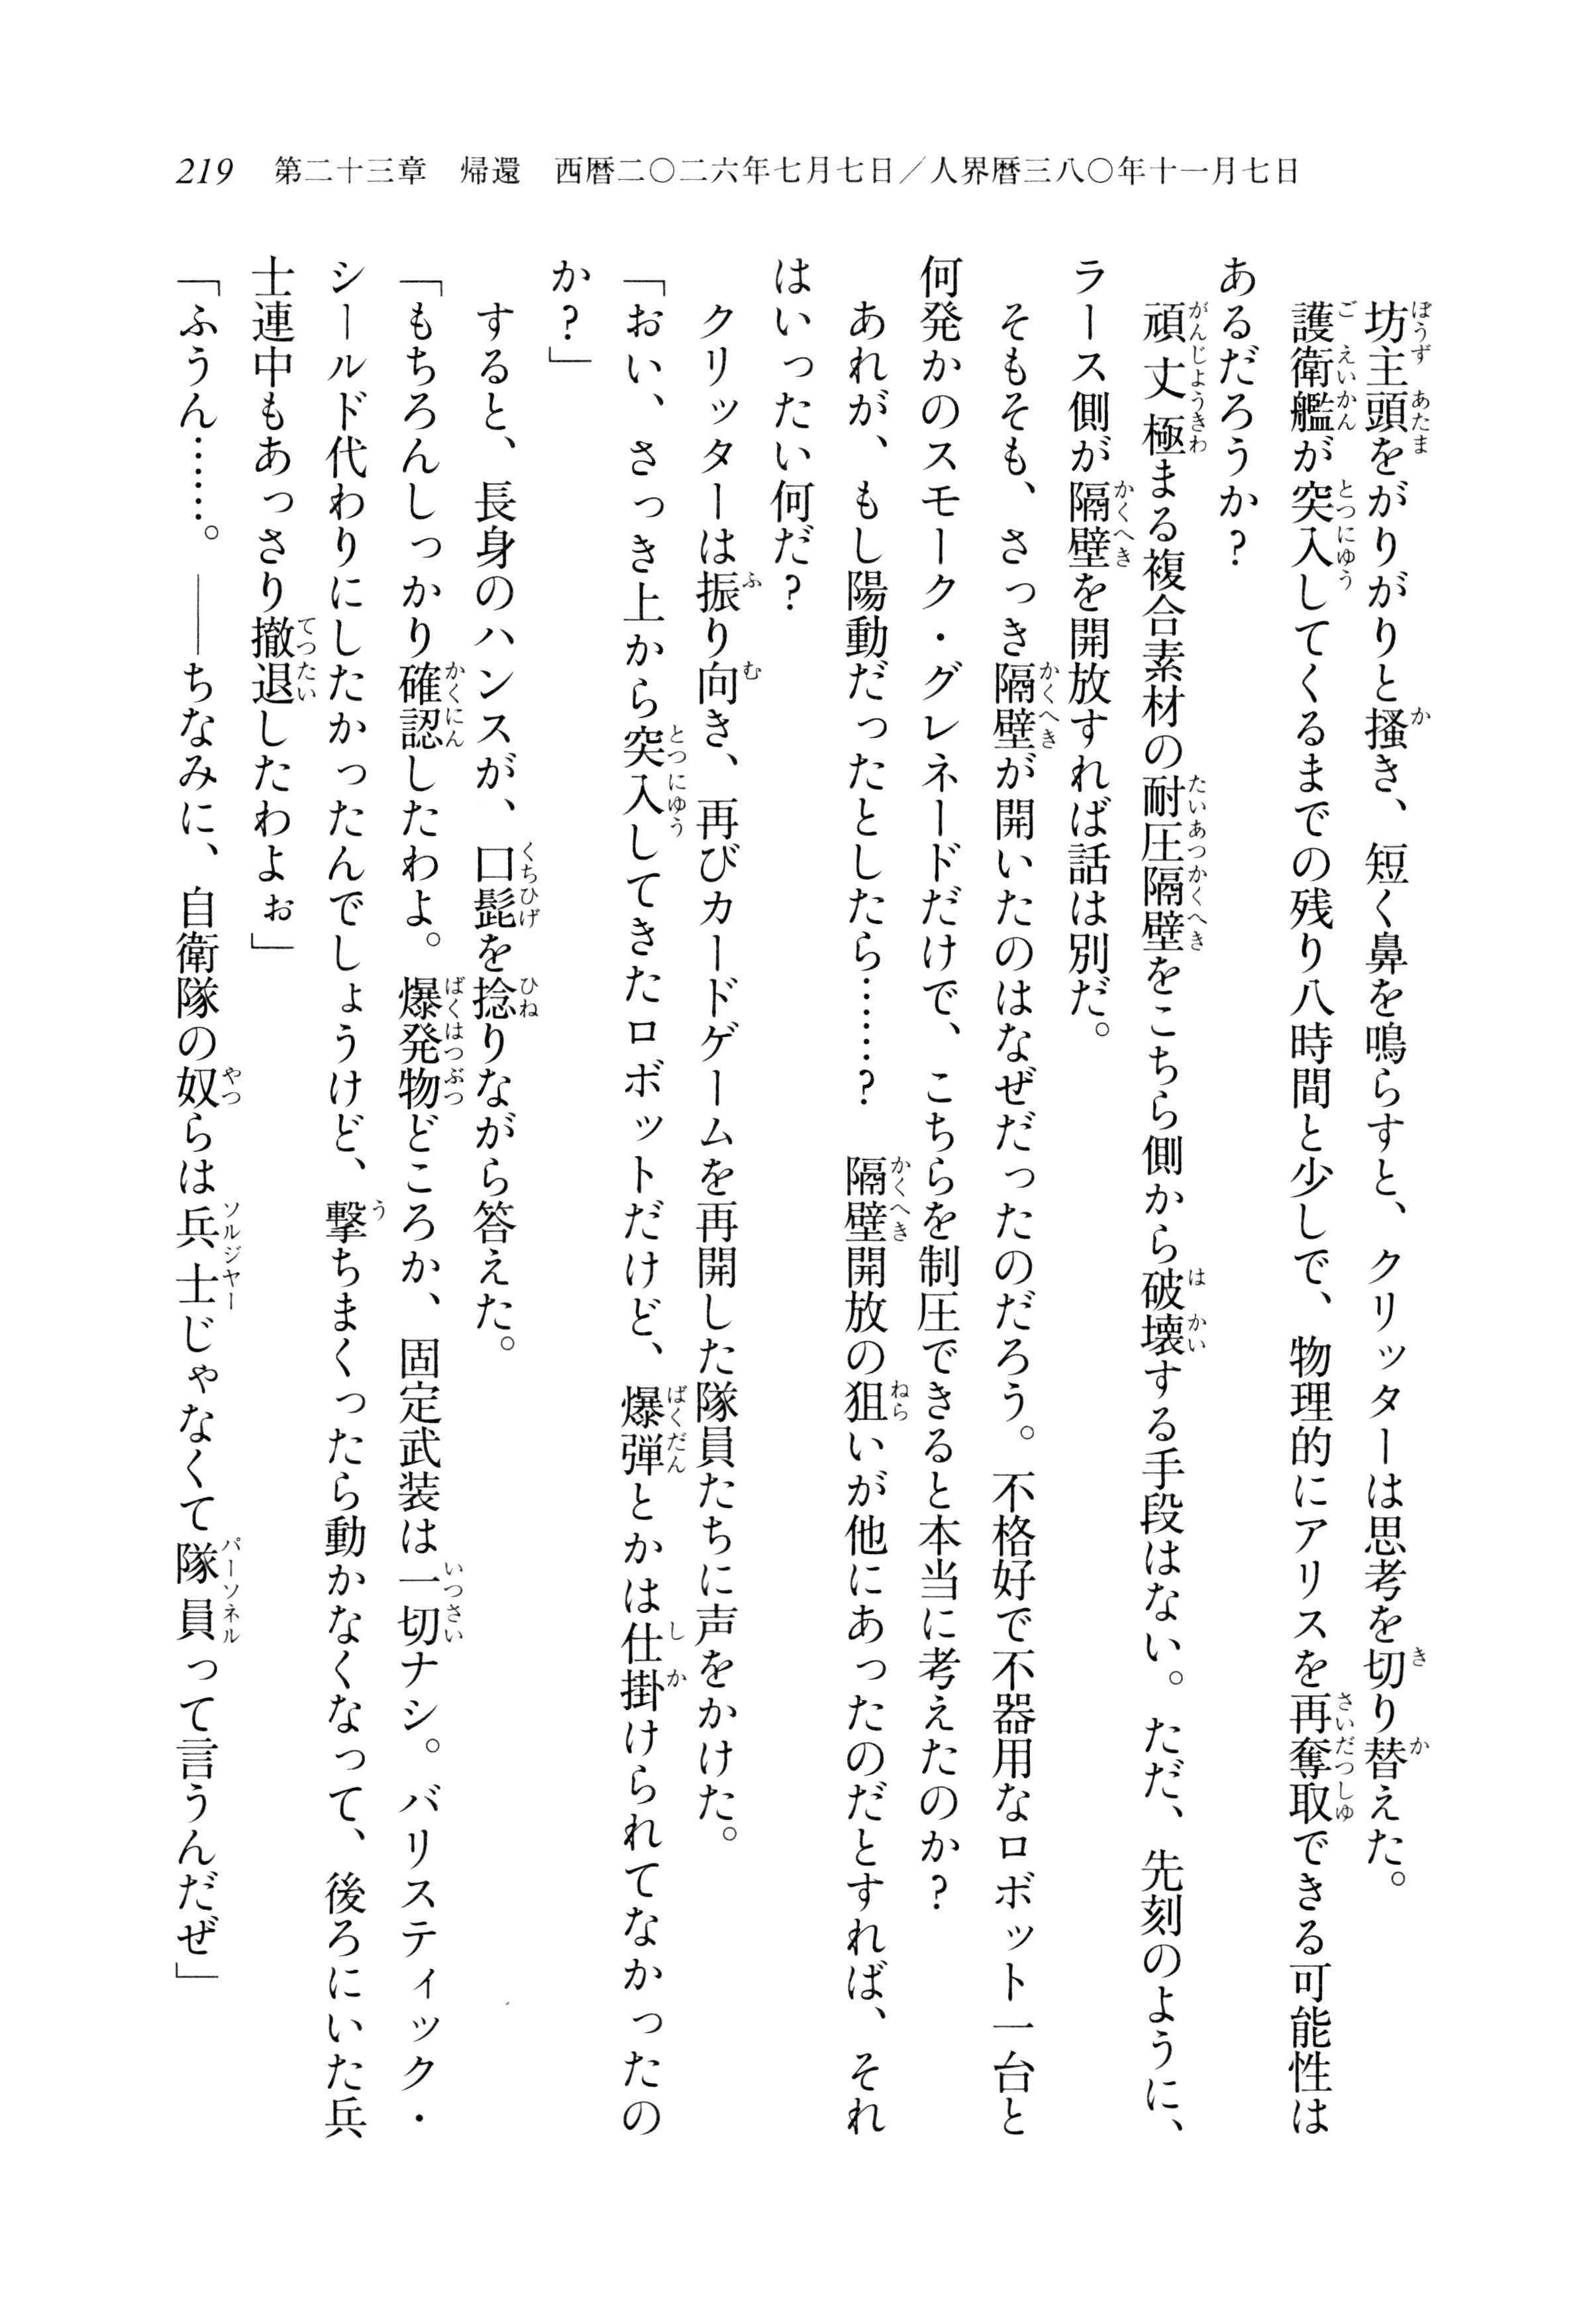 219　第二十三章　帰還　西暦二〇二六年七月七日／人界暦三八〇年十一月七日
坊主頭をがりがりと掻き、短く鼻を鳴らすと、クリッターは思考を切り替えた。
護衛艦が突入してくるまでの残り八時間と少しで、物理的にアリスを再奪取できる可能性は
あるだろうか？
頑丈極まる複合素材の耐圧隔壁をこちら側から破壊する手段はない。ただ、先刻のように、
ラース側が隔壁を開放すれば話は別だ。
そもそも、さっき隔壁が開いたのはなぜだったのだろう。不格好で不器用なロボット一台と
何発かのスモーク・グレネードだけで、こちらを制圧できると本当に考えたのか？
あれが、もし陽動だったとしたら……？　隔壁開放の狙いが他にあったのだとすれば、それ
はいったい何だ？
クリッターは振り向き、再びカードゲームを再開した隊員たちに声をかけた。
「おい、さっき上から突入してきたロボットだけど、爆弾とかは仕掛けられてなかったの
か？」
すると、長身のハンスが、口髭を捻りながら答えた。
「もちろんしっかり確認したわよ。爆発物どころか、固定武装は一切ナシ。バリスティック・
シールド代わりにしたかったんでしょうけど、撃ちまくったら動かなくなって、後ろにいた兵
士連中もあっさり撤退したわよぉ」
「ふうん……。――ちなみに、自衛隊の奴らは兵士じゃなくて隊員って言うんだぜ」